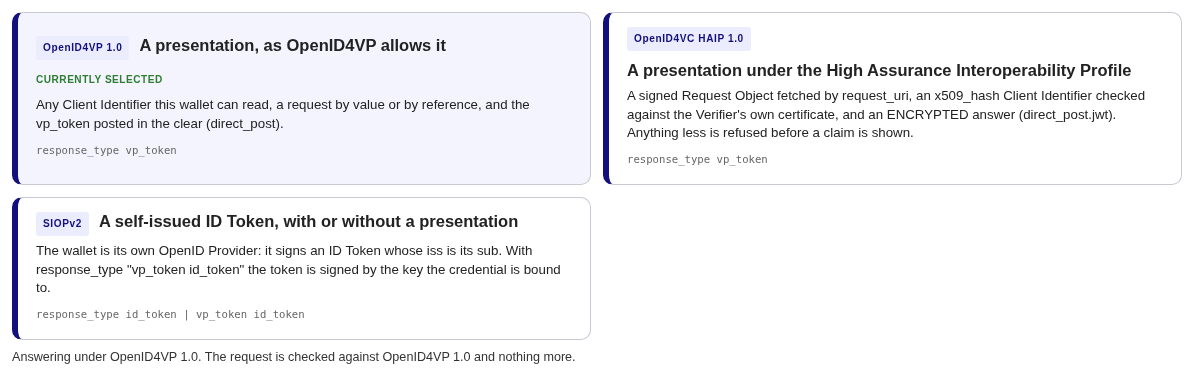 OpenID4VP 1.0 A presentation, as OpenID4VP allows it
CURRENTLY SELECTED
Any Client Identifier this wallet can read, a request by value or by reference, and the
vp_token posted in the clear (direct_post).
response_type vp_token
OpenID4VC HAIP 1.0
A presentation under the High Assurance Interoperability Profile
A signed Request Object fetched by request_uri, an x509_hash Client Identifier checked
against the Verifier's own certificate, and an ENCRYPTED answer (direct_post.jwt).
Anything less is refused before a claim is shown.
response_type vp_token
SIOPv2 A self-issued ID Token, with or without a presentation
The wallet is its own OpenID Provider: it signs an ID Token whose iss is its sub. With
response_type "vp_token id_token" the token is signed by the key the credential is bound
to.
response_type id_token | vp_token id_token
Answering under OpenID4VP 1.0. The request is checked against OpenID4VP 1.0 and nothing more.